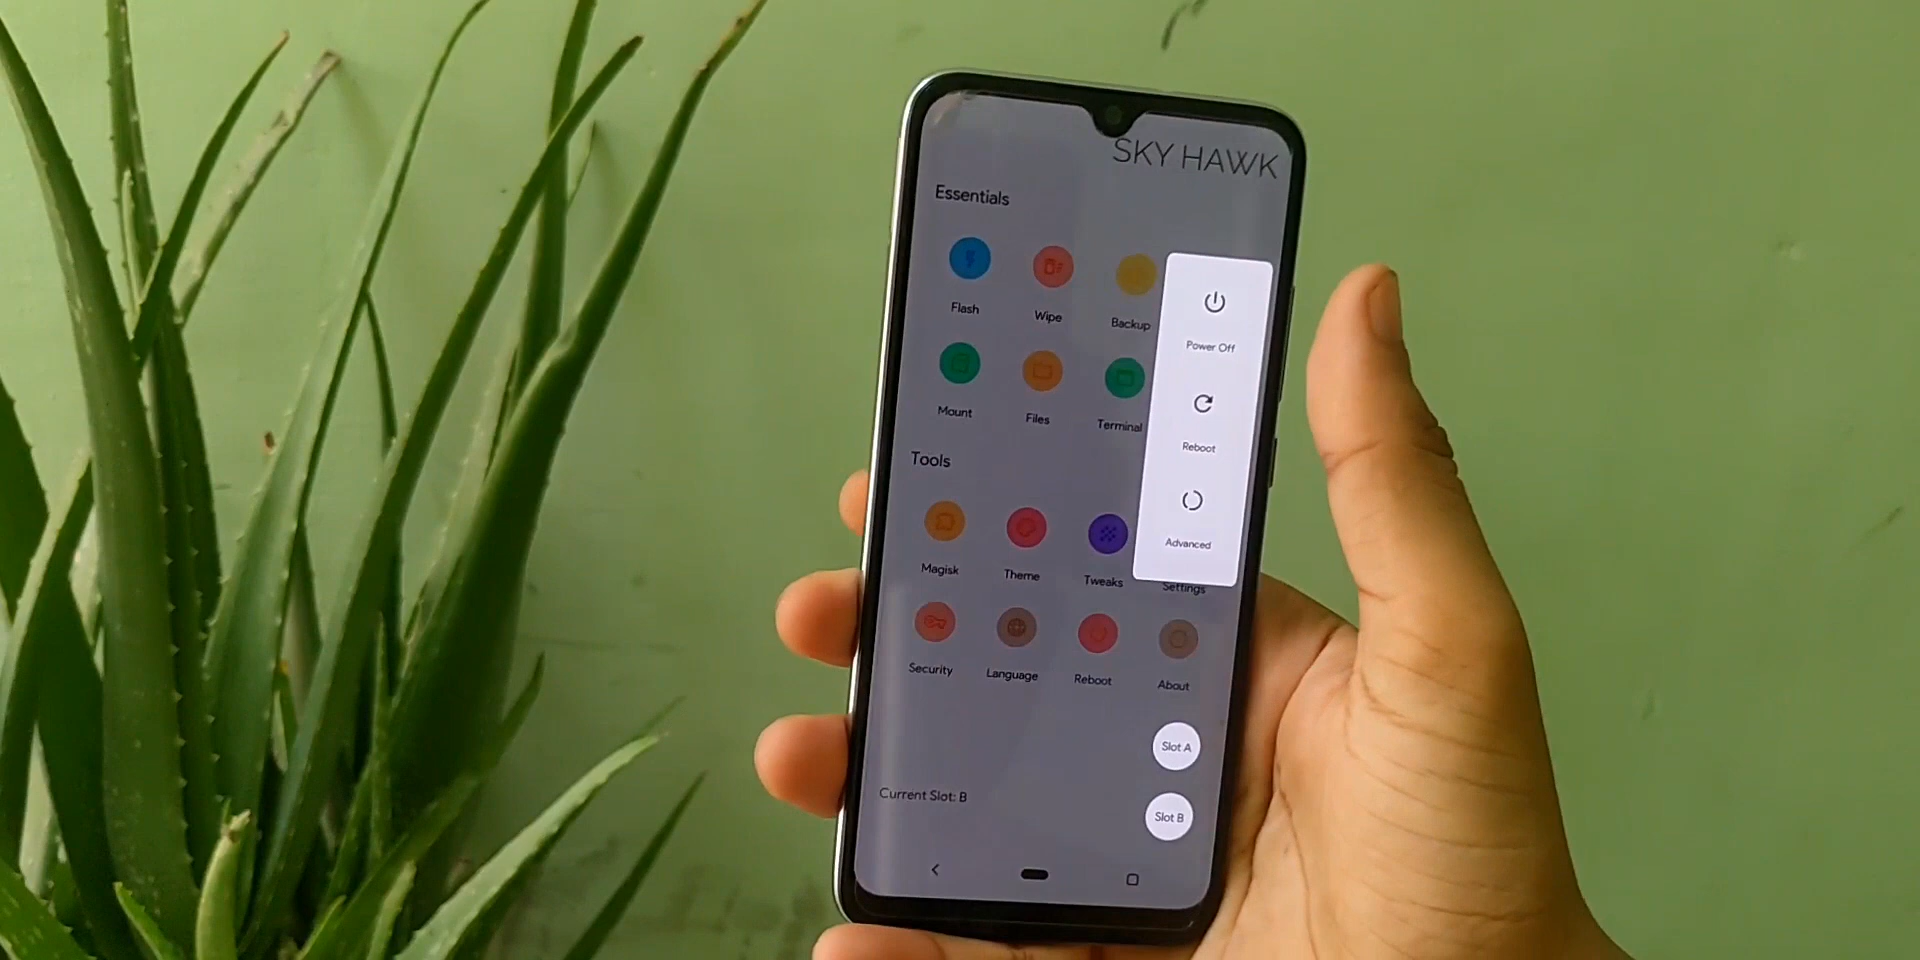 SKY HAWK
Essentials
Flash
Wipe
Backup
Mount
Files
Terminal
Power Off
Reboot
Advanced
Tools
Magisk
Theme
Tweaks
Settings
Security
Language
Reboot
About
Slot A
Current Slot: B
Slot B